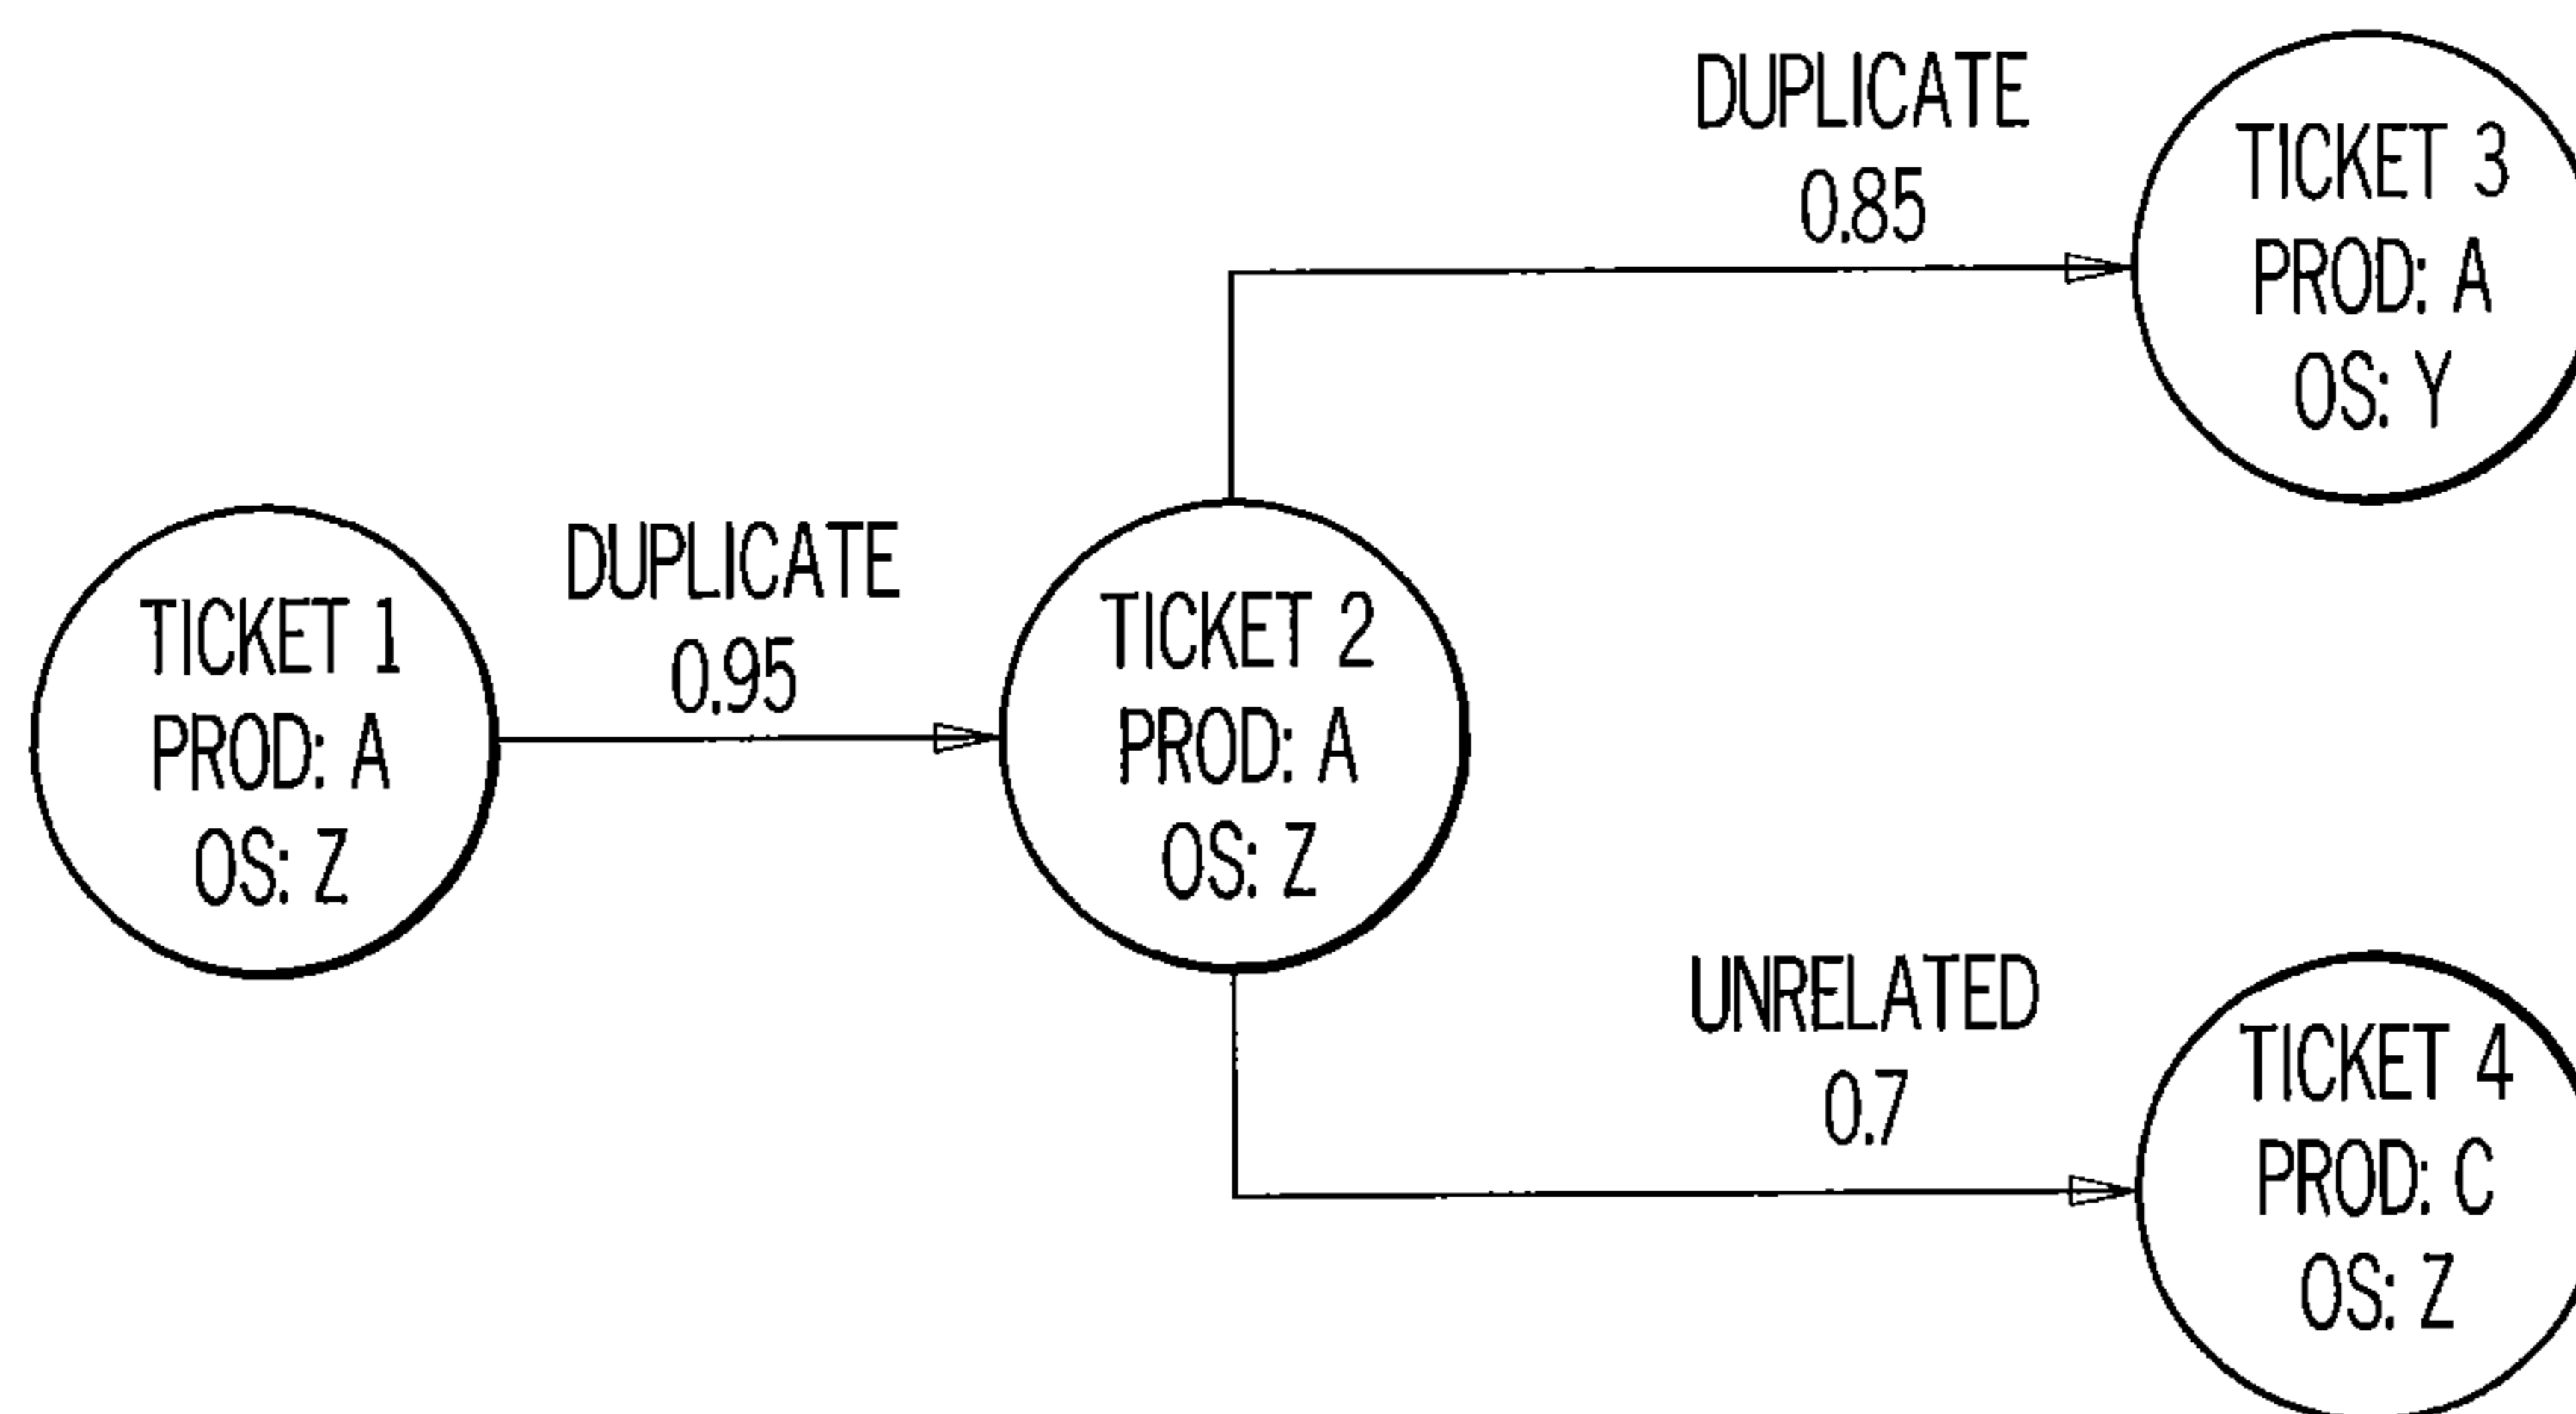 DUPLICATE
0.85
TICKET 3
PROD: A
OS: Y
DUPLICATE
0.95
TICKET 1
PROD: A
OS: Z
TICKET 2
PROD: A
OS: Z
UNRELATED
0.7
TICKET 4
PROD: C
OS: Z